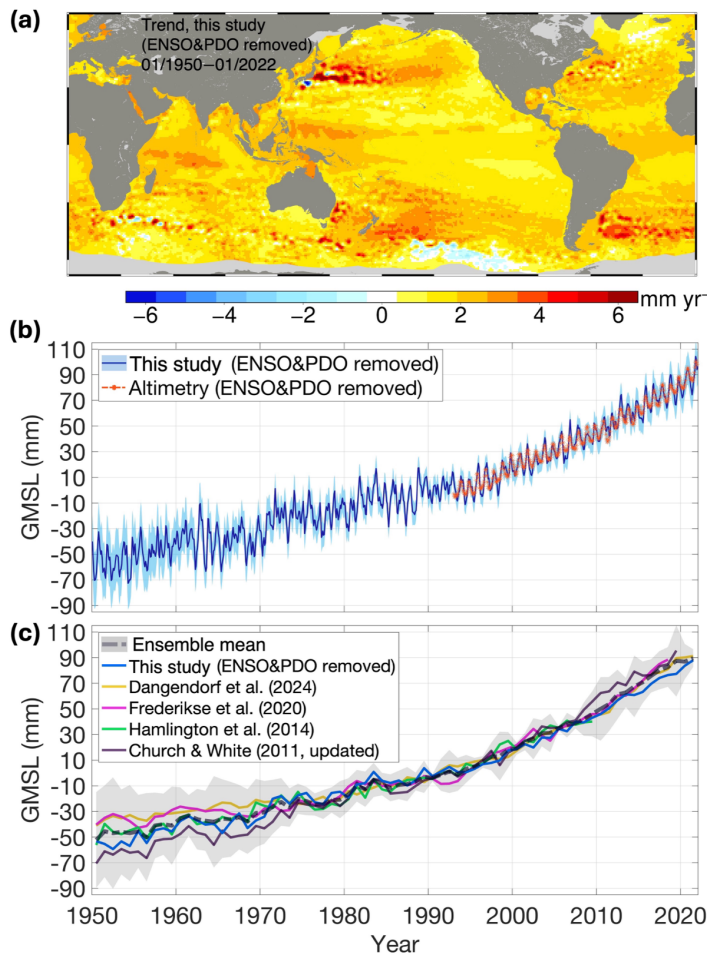 (a)
Trend, this study
(ENSO&PDO removed)
01/1950−01/2022
−6 −4 −2 0 2 4 6 mm yr⁻
(b)
110
90
70
50
30
10
-10
-30
-50
-70
-90
GMSL (mm)
This study (ENSO&PDO removed)
Altimetry (ENSO&PDO removed)
(c)
110
90
70
50
30
10
-10
-30
-50
-70
-90
GMSL (mm)
Ensemble mean
This study (ENSO&PDO removed)
Dangendorf et al. (2024)
Frederikse et al. (2020)
Hamlington et al. (2014)
Church & White (2011, updated)
1950 1960 1970 1980 1990 2000 2010 2020
Year